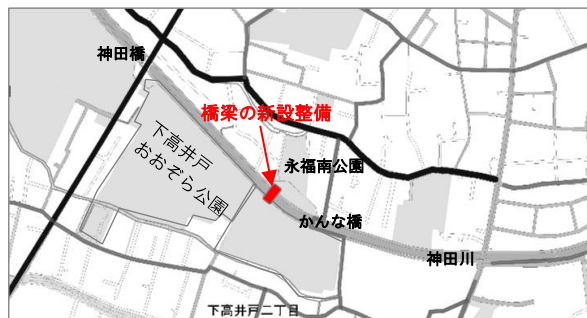 神田橋
橋梁の新設整備
下高井戸
おおぞら公園
永福南公園
かんな橋
神田川
下高井戸二丁目